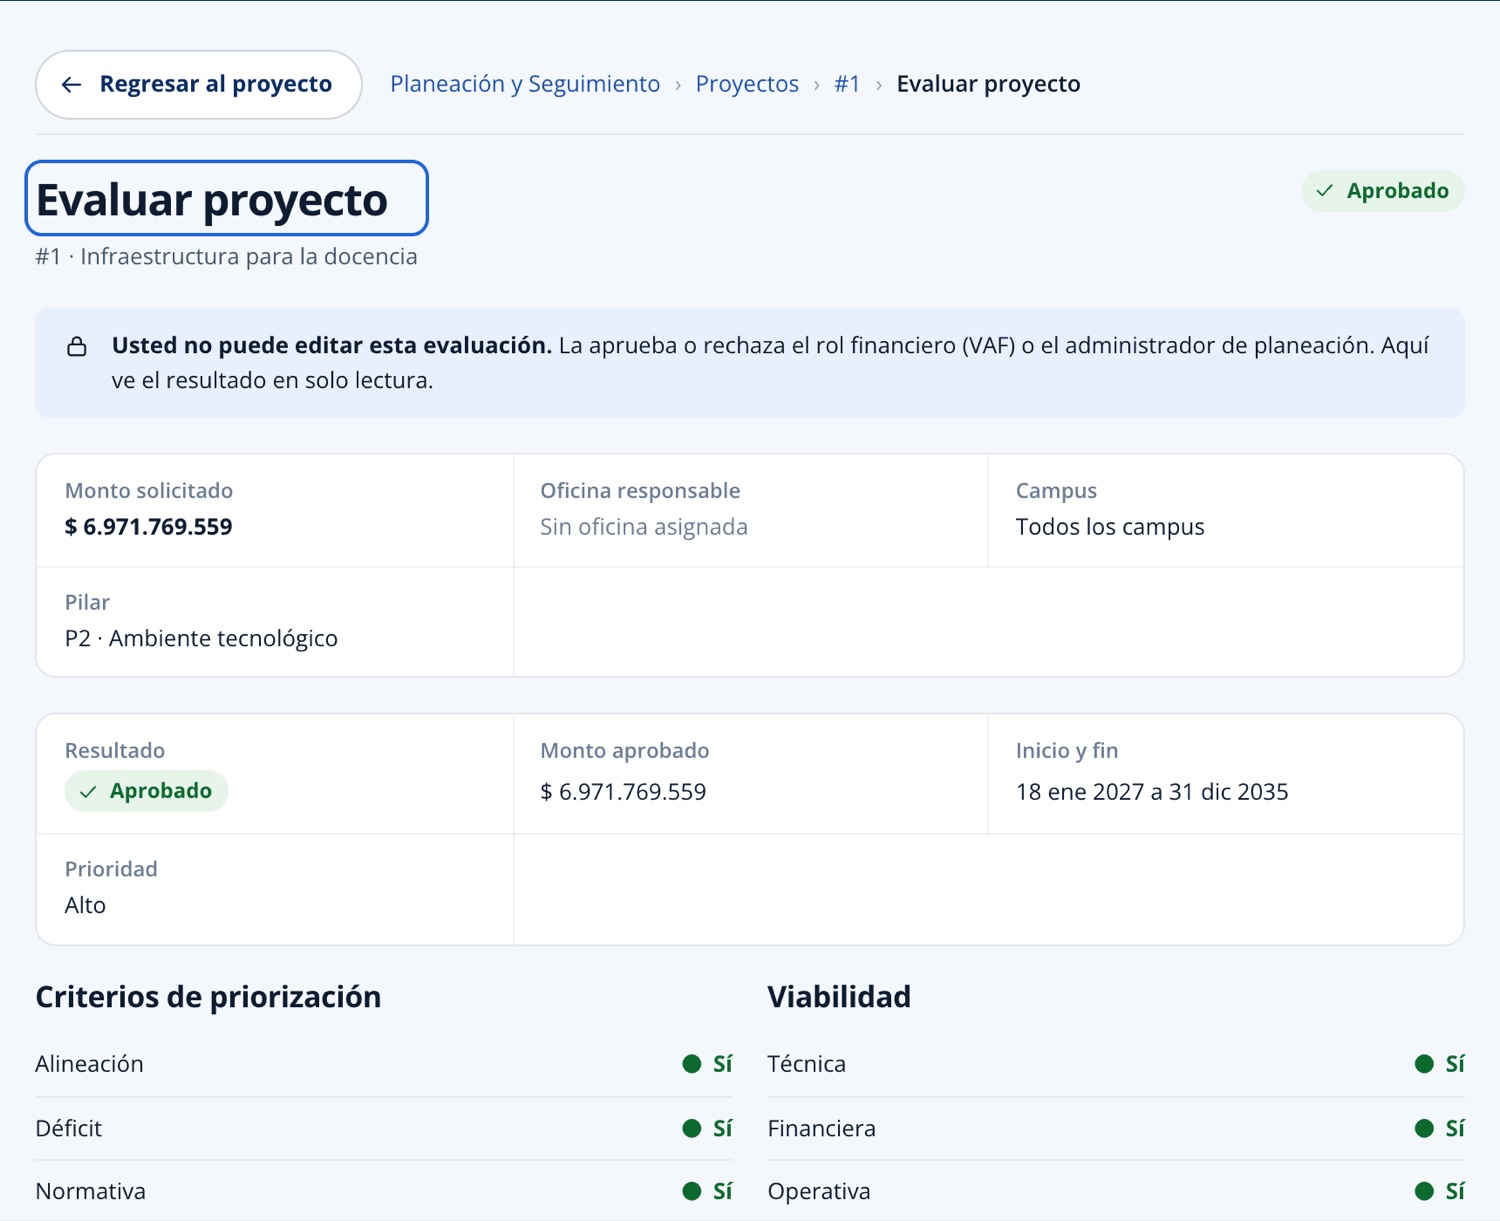 ← Regresar al proyecto Planeación y Seguimiento › Proyectos › #1 › Evaluar proyecto
Evaluar proyecto
✓ Aprobado
#1 · Infraestructura para la docencia
Usted no puede editar esta evaluación. La aprueba o rechaza el rol financiero (VAF) o el administrador de planeación. Aquí
ve el resultado en solo lectura.
Monto solicitado
$ 6.971.769.559
Oficina responsable
Sin oficina asignada
Campus
Todos los campus
Pilar
P2 · Ambiente tecnológico
Resultado
✓ Aprobado
Monto aprobado
$ 6.971.769.559
Inicio y fin
18 ene 2027 a 31 dic 2035
Prioridad
Alto
Criterios de priorización
Alineación Sí
Déficit Sí
Normativa Sí
Viabilidad
Técnica Sí
Financiera Sí
Operativa Sí